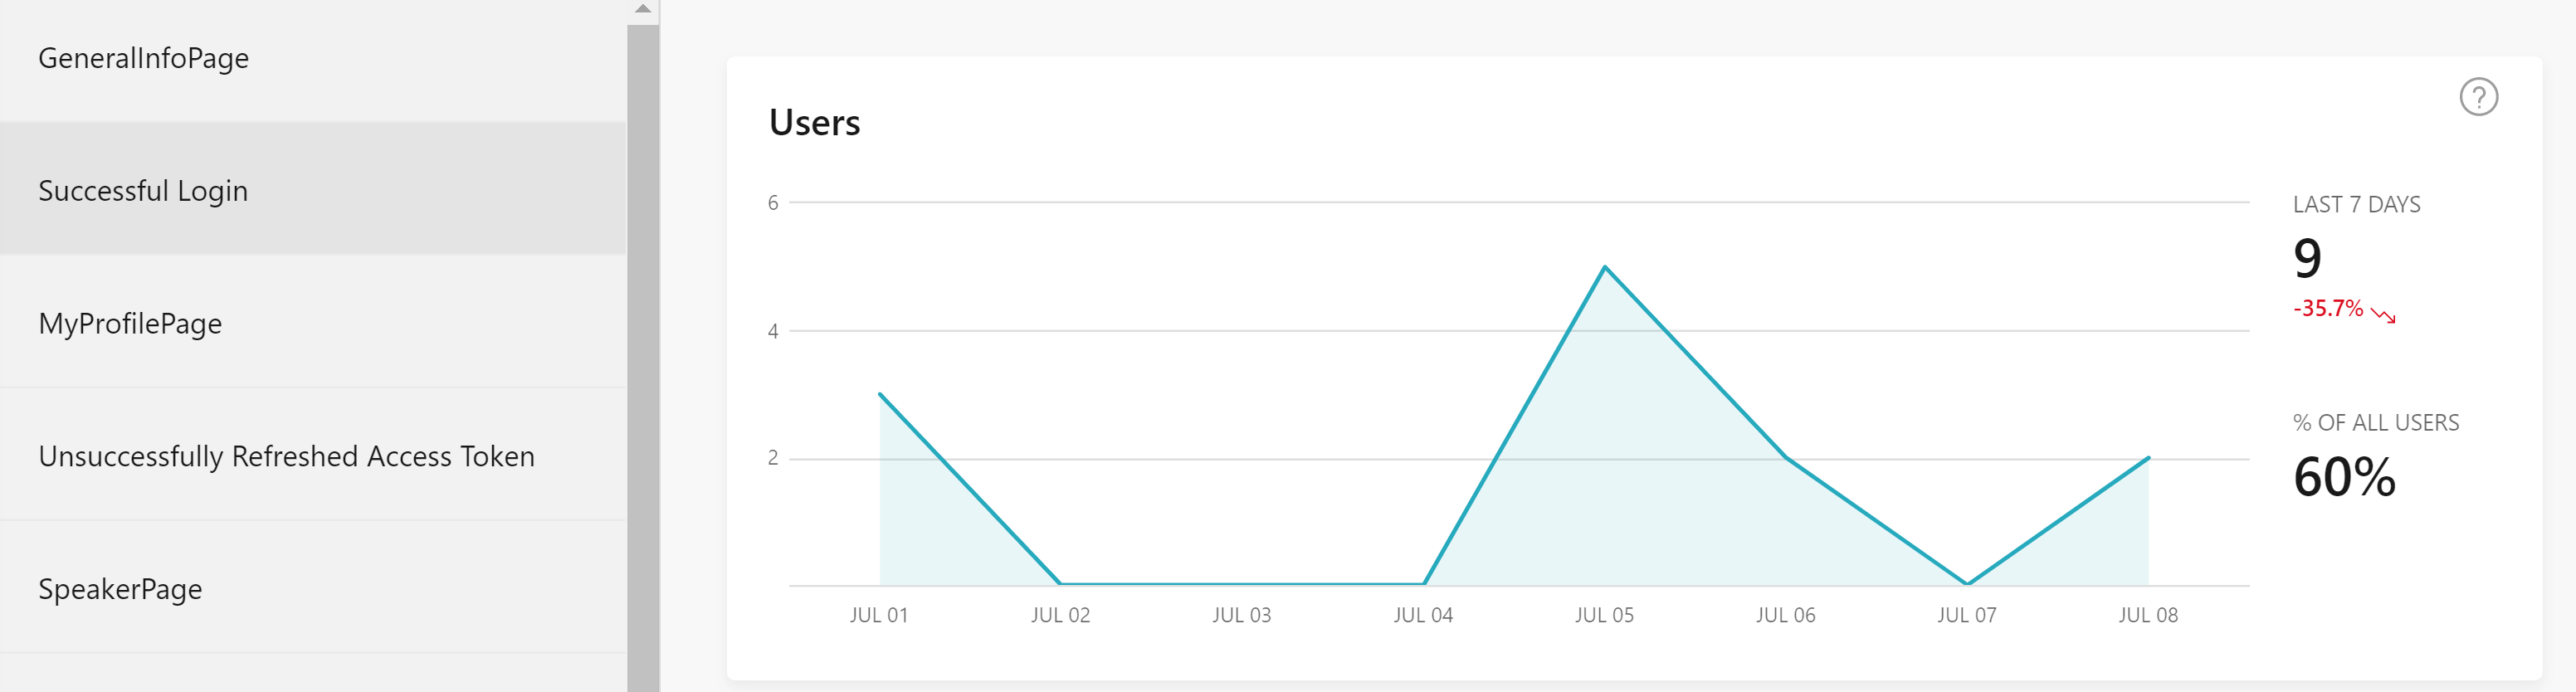 GeneralInfoPage
Successful Login
MyProfilePage
Unsuccessfully Refreshed Access Token
SpeakerPage
Users
?
6
4
2
JUL 01 JUL 02 JUL 03 JUL 04 JUL 05 JUL 06 JUL 07 JUL 08
LAST 7 DAYS
9
-35.7%
% OF ALL USERS
60%